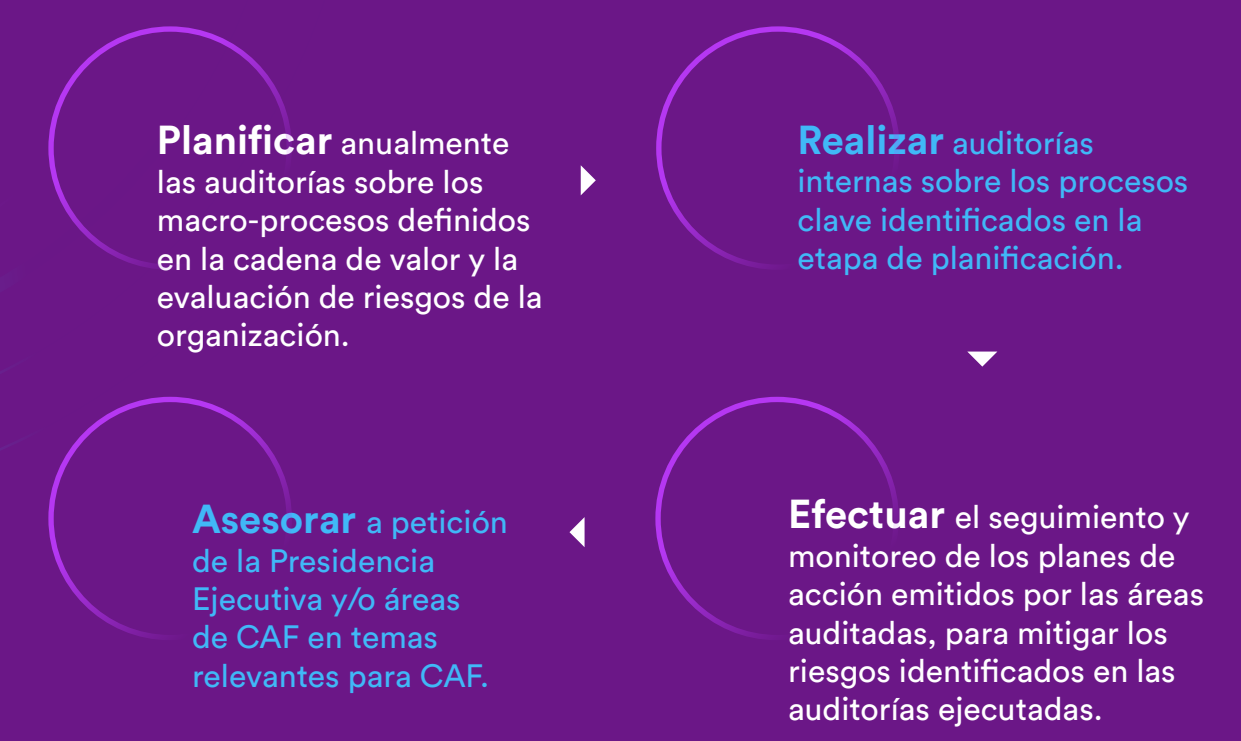 Planificar anualmente
las auditorías sobre los
macro-procesos definidos
en la cadena de valor y la
evaluación de riesgos de la
organización.
Realizar auditorías
internas sobre los procesos
clave identificados en la
etapa de planificación.
Efectuar el seguimiento y
monitoreo de los planes de
acción emitidos por las áreas
auditadas, para mitigar los
riesgos identificados en las
auditorías ejecutadas.
Asesorar a petición
de la Presidencia
Ejecutiva y/o áreas
de CAF en temas
relevantes para CAF.